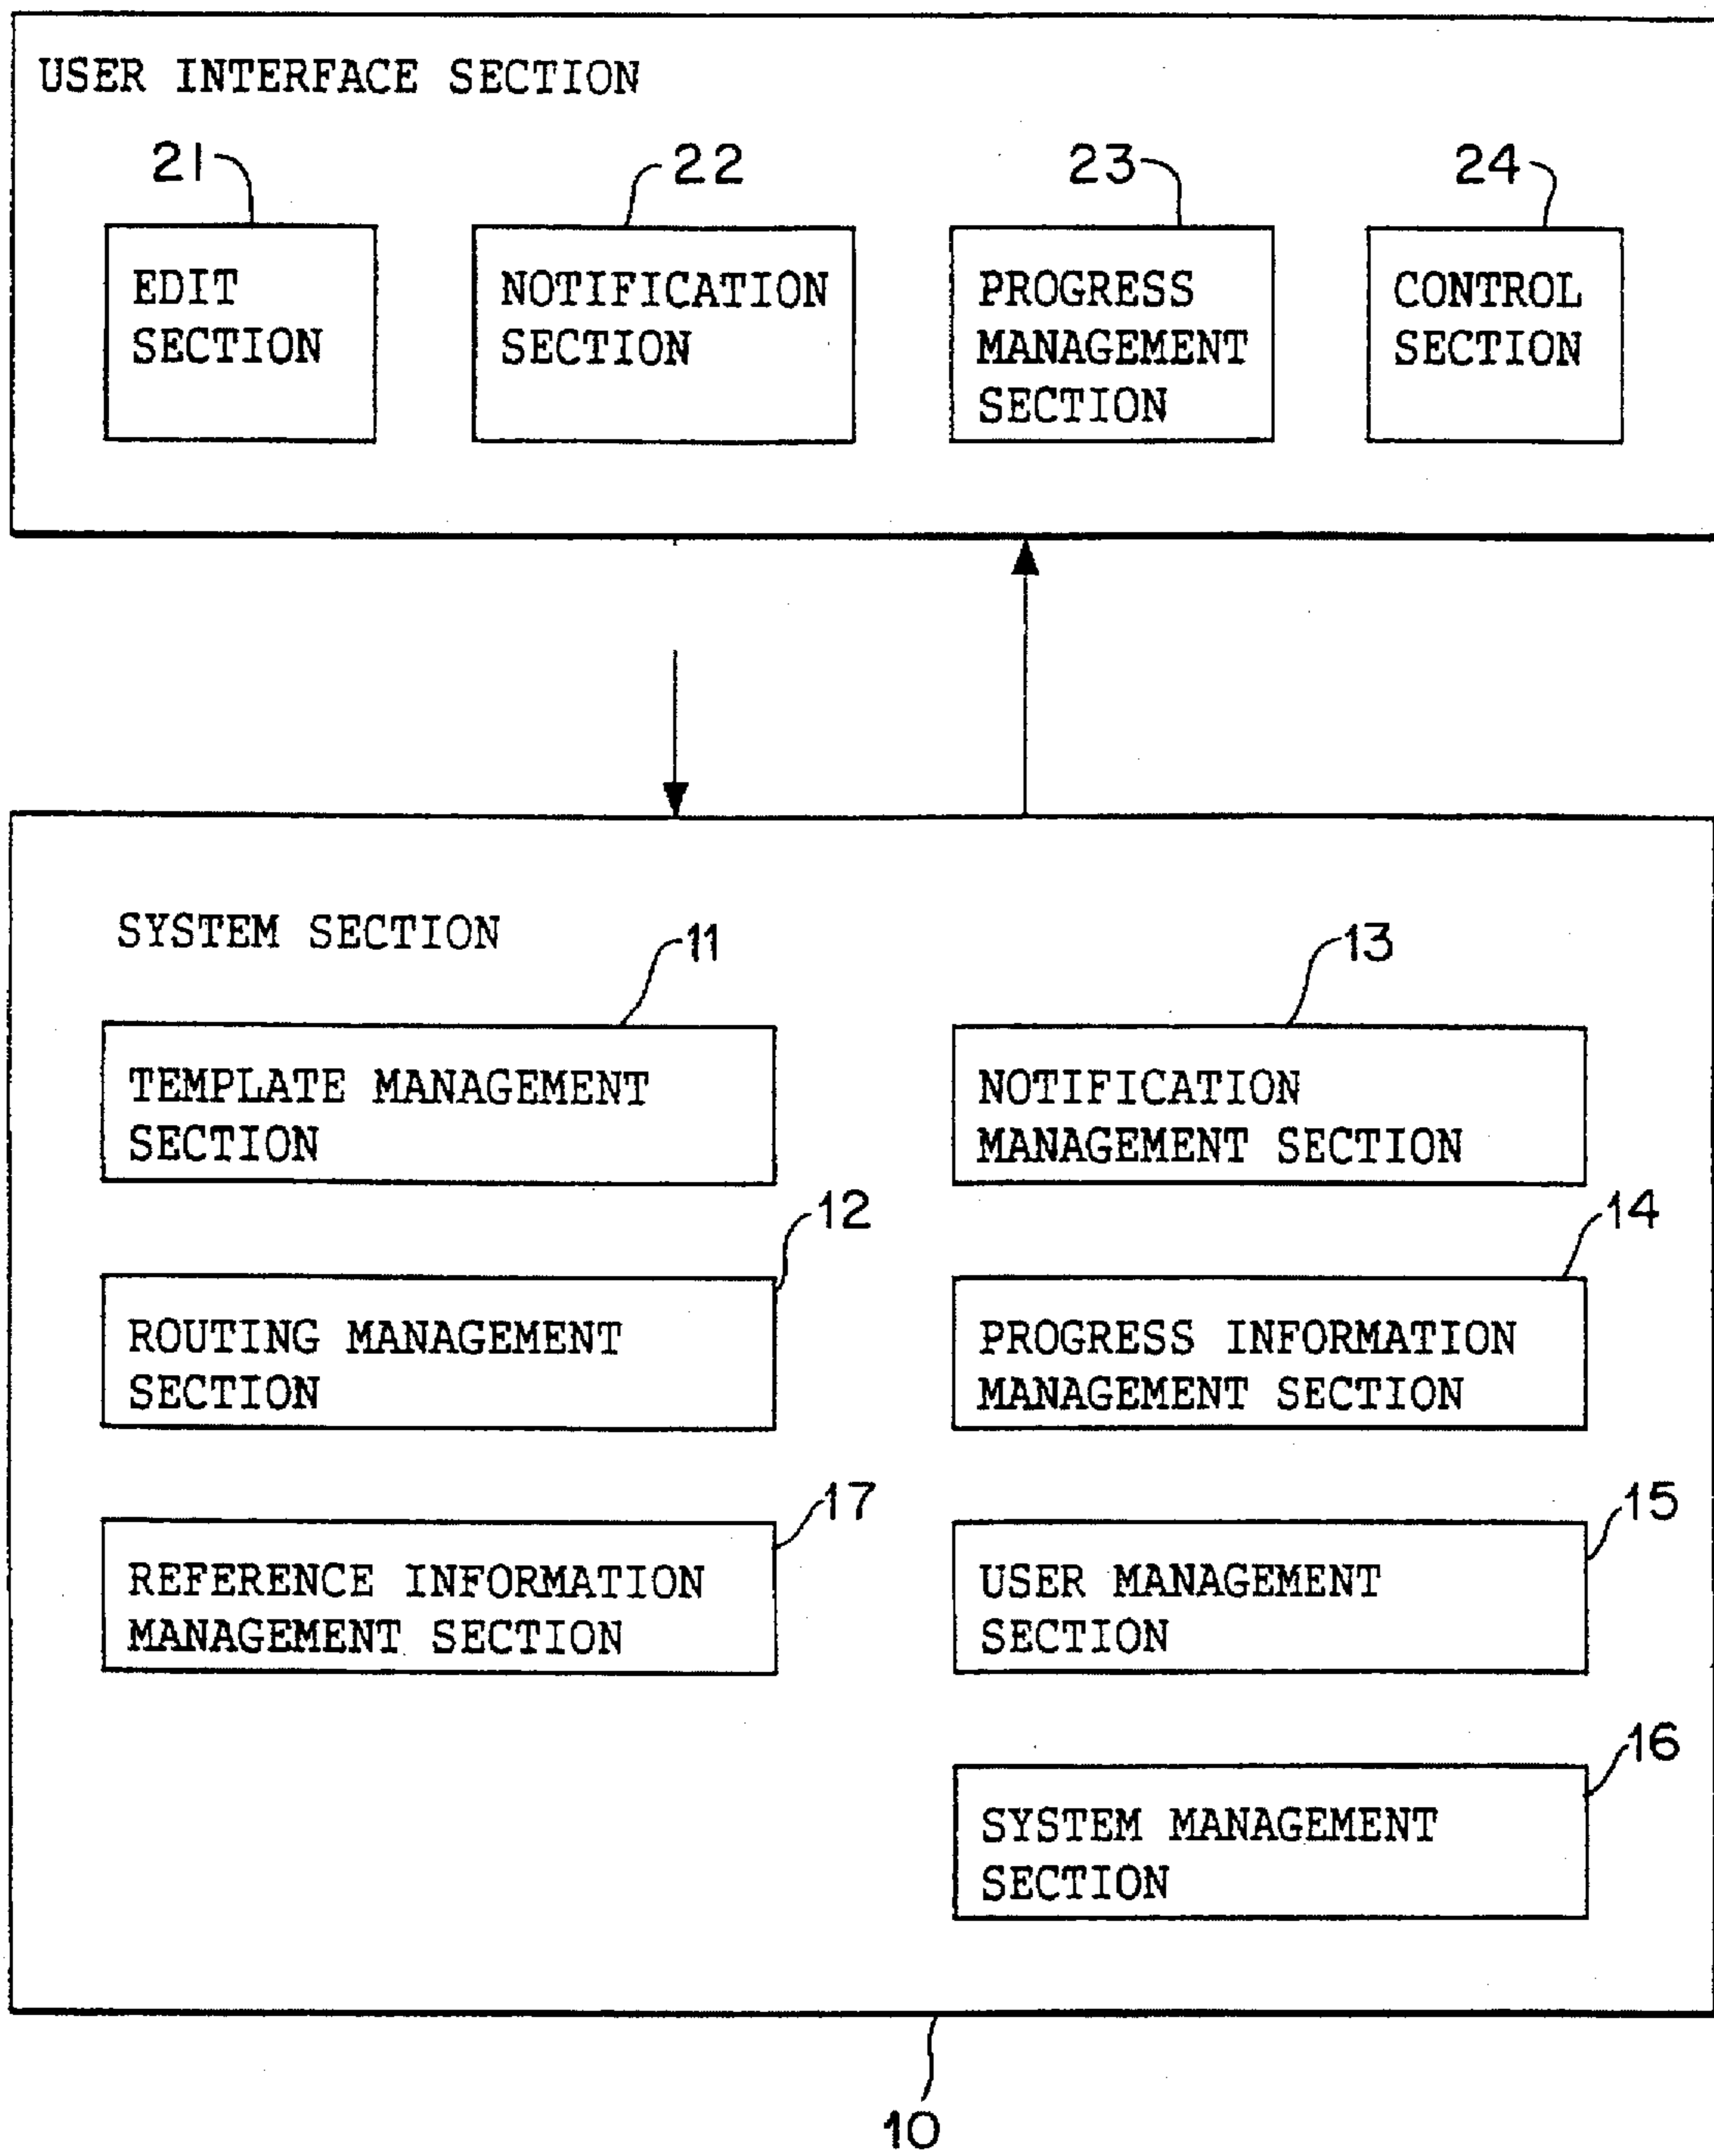 USER INTERFACE SECTION
21
22
23
24
EDIT
SECTION
NOTIFICATION
SECTION
PROGRESS
MANAGEMENT
SECTION
CONTROL
SECTION
SYSTEM SECTION
11
13
TEMPLATE MANAGEMENT
SECTION
NOTIFICATION
MANAGEMENT SECTION
12
14
ROUTING MANAGEMENT
SECTION
PROGRESS INFORMATION
MANAGEMENT SECTION
17
15
REFERENCE INFORMATION
MANAGEMENT SECTION
USER MANAGEMENT
SECTION
16
SYSTEM MANAGEMENT
SECTION
10